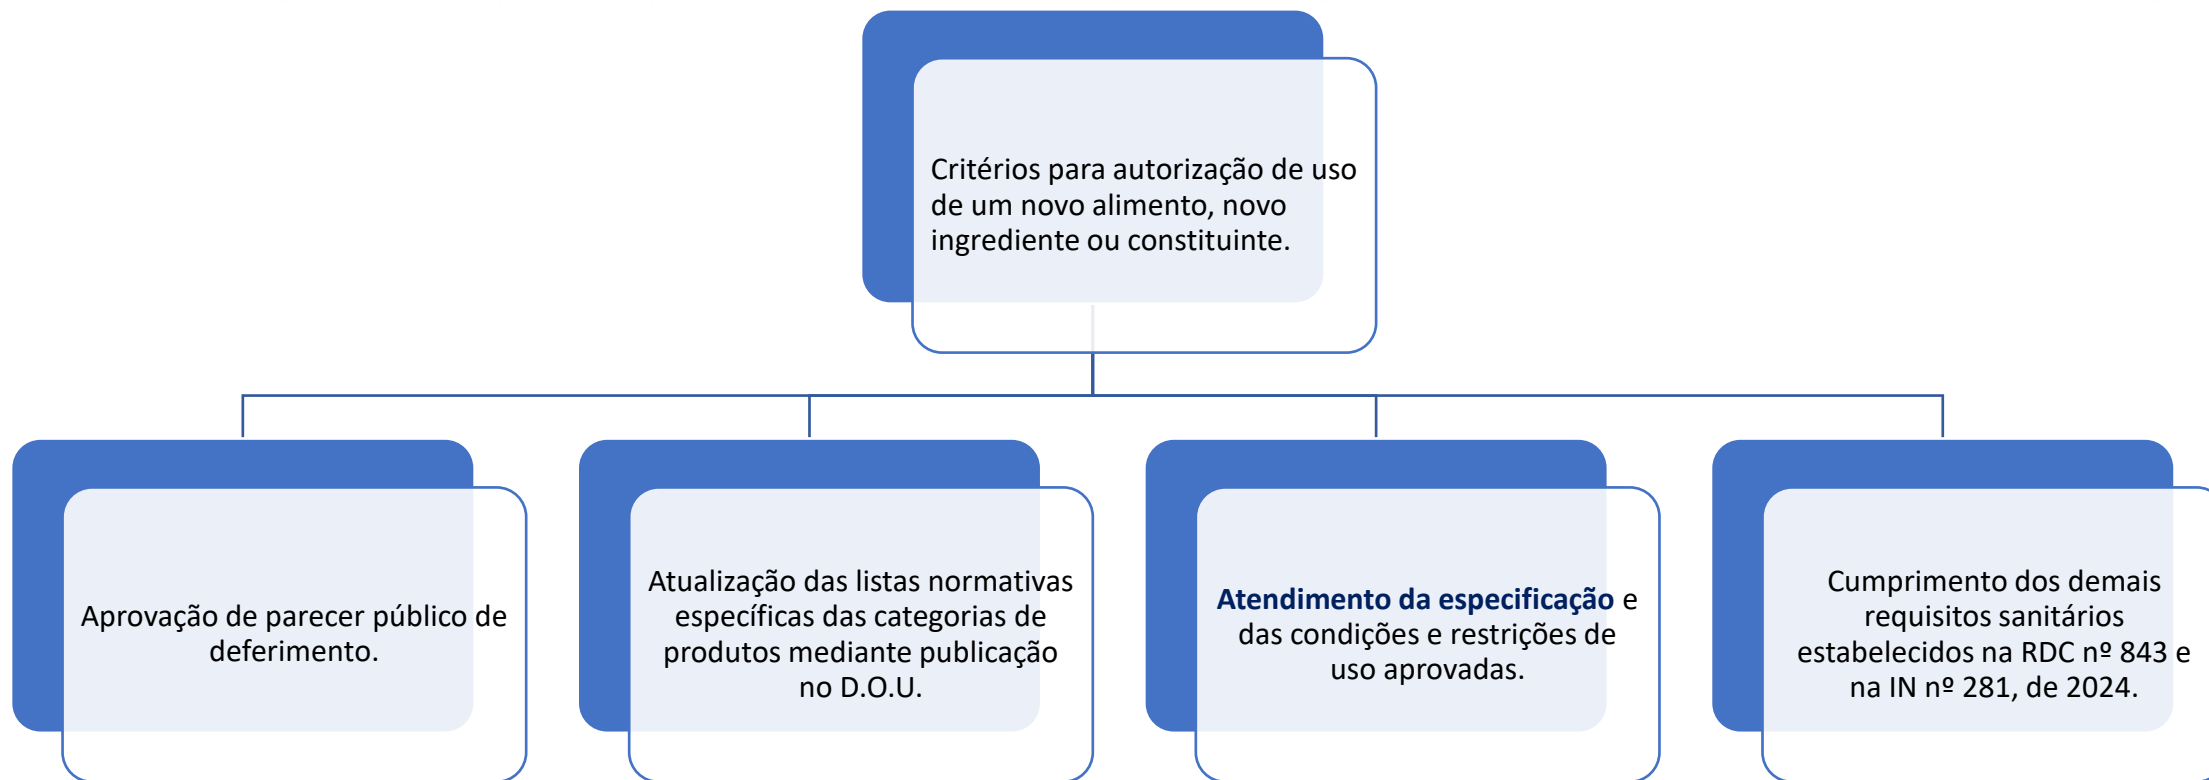 Critérios para autorização de uso
de um novo alimento, novo
ingrediente ou constituinte.
Aprovação de parecer público de
deferimento.
Atualização das listas normativas
específicas das categorias de
produtos mediante publicação
no D.O.U.
Atendimento da especificação e
das condições e restrições de
uso aprovadas.
Cumprimento dos demais
requisitos sanitários
estabelecidos na RDC nº 843 e
na IN nº 281, de 2024.